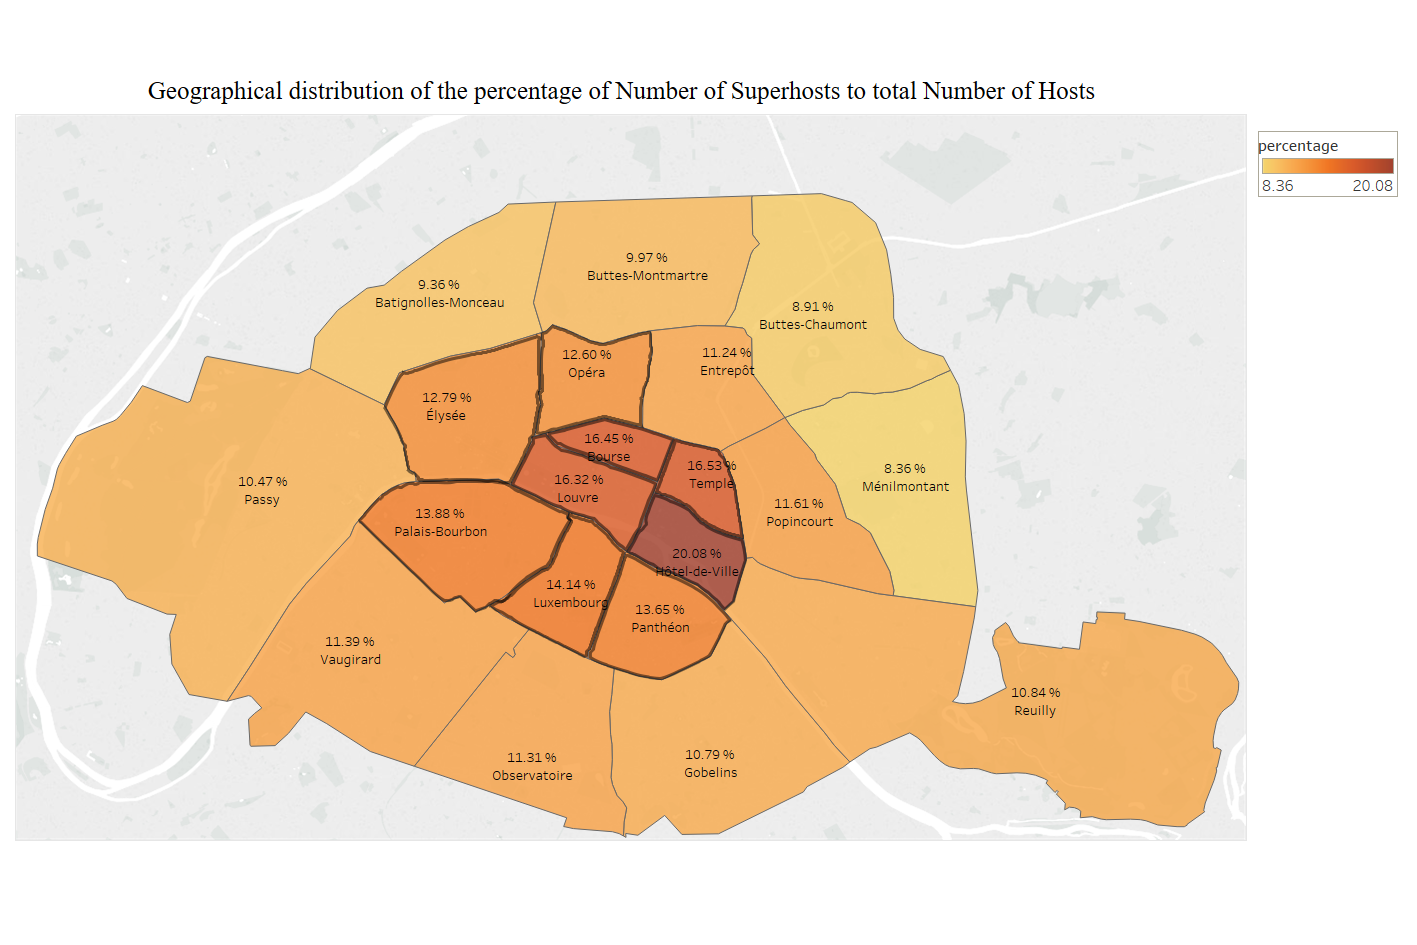 Geographical distribution of the percentage of Number of Superhosts to total Number of Hosts
percentage
8.36 20.08
9.97 %
Buttes-Montmartre
9.36 %
Batignolles-Monceau
8.91 %
Buttes-Chaumont
12.60 %
Opéra
11.24 %
Entrepôt
12.79 %
Élysée
16.45 %
Bourse
16.53 %
Temple
8.36 %
Ménilmontant
10.47 %
Passy
16.32 %
Louvre
11.61 %
Popincourt
13.88 %
Palais-Bourbon
20.08 %
Hôtel-de-Ville
14.14 %
Luxembourg
13.65 %
Panthéon
11.39 %
Vaugirard
10.84 %
Reuilly
11.31 %
Observatoire
10.79 %
Gobelins